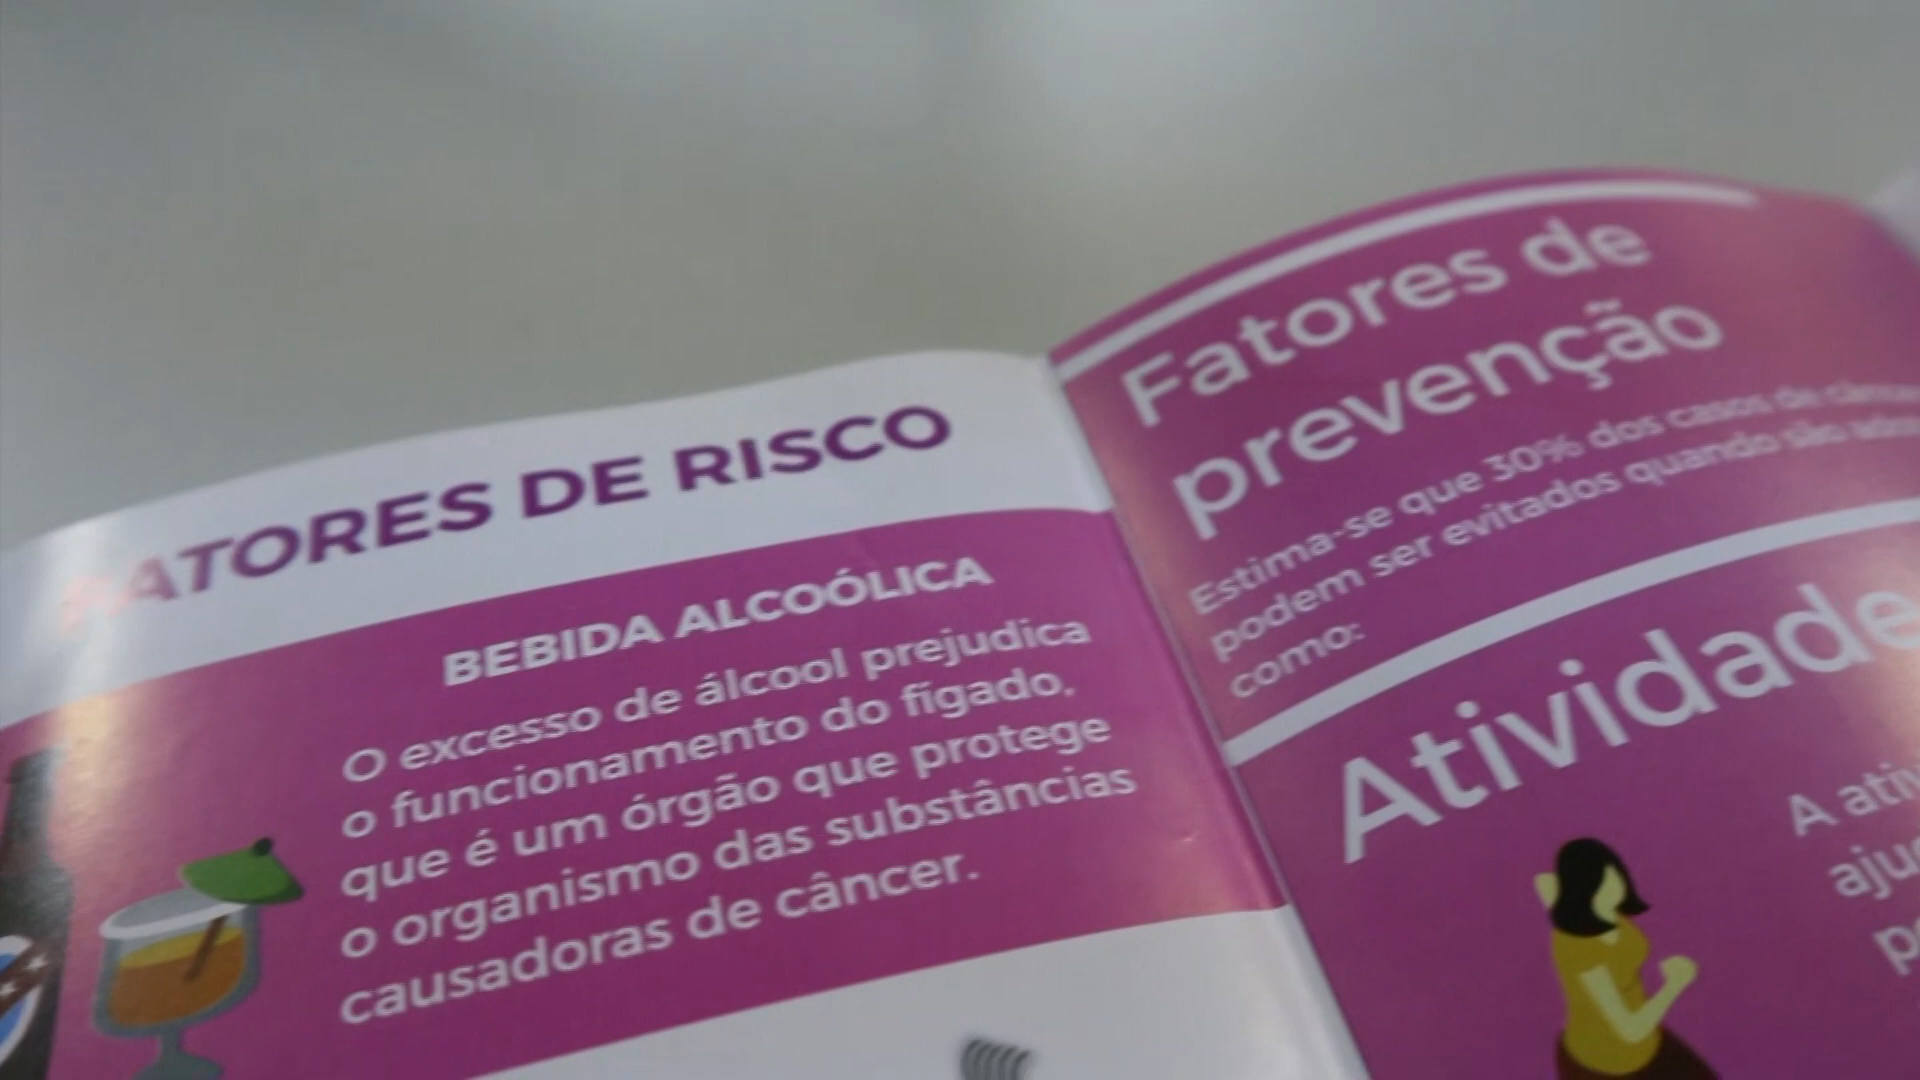 FATORES DE RISCO
BEBIDA ALCOÓLICA
O excesso de álcool prejudica
o funcionamento do fígado,
que é um órgão que protege
o organismo das substâncias
causadoras de câncer.
Fatores de
prevenção
Estima-se que 30% dos casos de
podem ser evitados quando são
como:
Atividade
A